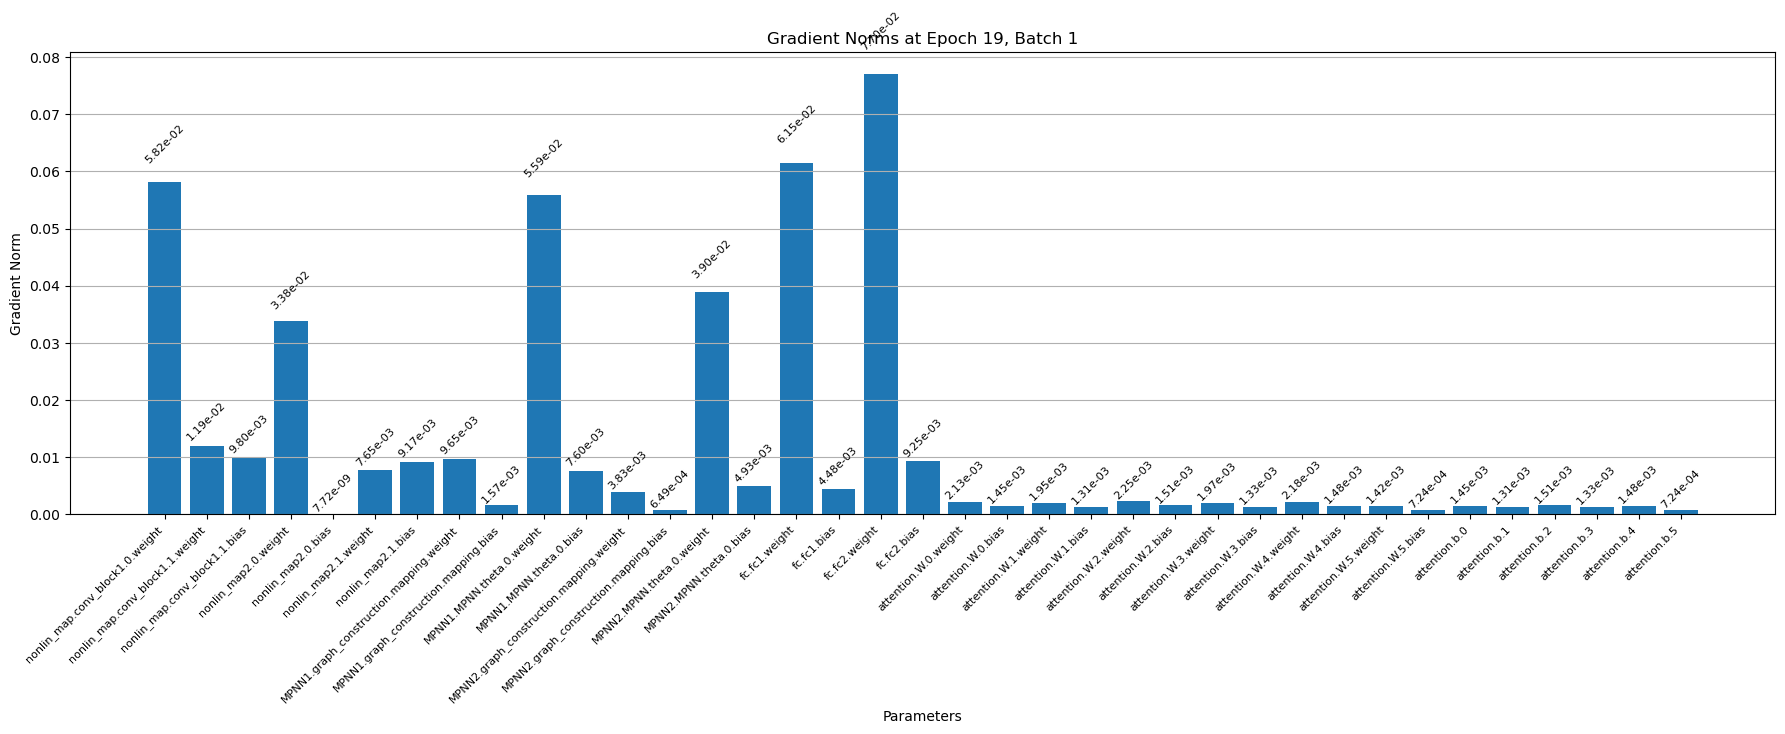 Gradient Norms at Epoch 19, Batch 1
Gradient Norm
0.08
0.07
0.06
0.05
0.04
0.03
0.02
0.01
0.00
5.82e-02
1.19e-02
9.80e-03
3.38e-02
7.72e-09
7.65e-03
9.17e-03
9.65e-03
1.57e-03
5.59e-02
7.60e-03
3.83e-03
6.49e-04
3.90e-02
4.93e-03
6.15e-02
4.48e-03
7.70e-02
9.25e-03
2.13e-03
1.45e-03
1.95e-03
1.31e-03
2.25e-03
1.51e-03
1.97e-03
1.33e-03
2.18e-03
1.48e-03
1.42e-03
7.24e-04
1.45e-03
1.31e-03
1.51e-03
1.33e-03
1.48e-03
7.24e-04
nonlin_map.conv_block1.0.weight
nonlin_map.conv_block1.1.weight
nonlin_map.conv_block1.1.bias
nonlin_map2.0.weight
nonlin_map2.0.bias
nonlin_map2.1.weight
nonlin_map2.1.bias
MPNN1.graph_construction.mapping.weight
MPNN1.graph_construction.mapping.bias
MPNN1.MPNN.theta.0.weight
MPNN1.MPNN.theta.0.bias
MPNN2.graph_construction.mapping.weight
MPNN2.graph_construction.mapping.bias
MPNN2.MPNN.theta.0.weight
MPNN2.MPNN.theta.0.bias
fc.fc1.weight
fc.fc1.bias
fc.fc2.weight
fc.fc2.bias
attention.W.0.weight
attention.W.0.bias
attention.W.1.weight
attention.W.1.bias
attention.W.2.weight
attention.W.2.bias
attention.W.3.weight
attention.W.3.bias
attention.W.4.weight
attention.W.4.bias
attention.W.5.weight
attention.W.5.bias
attention.b.0
attention.b.1
attention.b.2
attention.b.3
attention.b.4
attention.b.5
Parameters